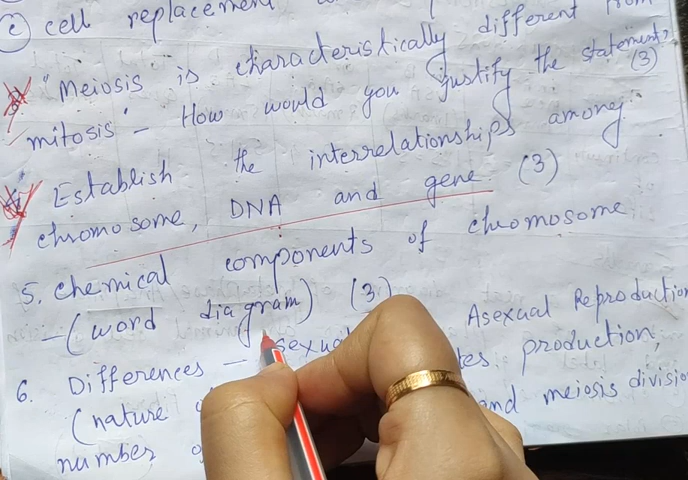 (c) cell replacement
"Meiosis is characteristically different from
mitosis" - How would you justify the statement? (3)
Establish the interrelationships among
chromosome, DNA and gene (3)
5. Chemical components of chromosome
- (word diagram) (3)
6. Differences - sexual Asexual Reproduction
(nature production,
number and meiosis division